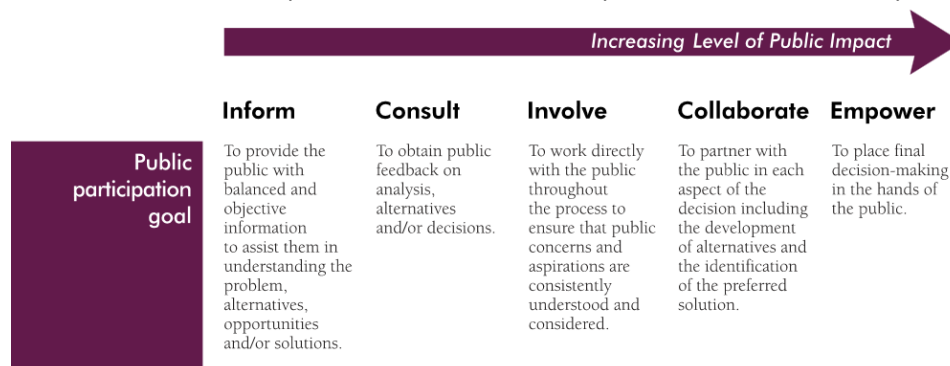 Increasing Level of Public Impact
Inform
Consult
Involve
Collaborate
Empower
Public
participation
goal
To provide the
public with
balanced and
objective
information
to assist them in
understanding the
problem,
alternatives,
opportunities
and/or solutions.
To obtain public
feedback on
analysis,
alternatives
and/or decisions.
To work directly
with the public
throughout
the process to
ensure that public
concerns and
aspirations are
consistently
understood and
considered.
To partner with
the public in each
aspect of the
decision including
the development
of alternatives and
the identification
of the preferred
solution.
To place final
decision-making
in the hands of
the public.